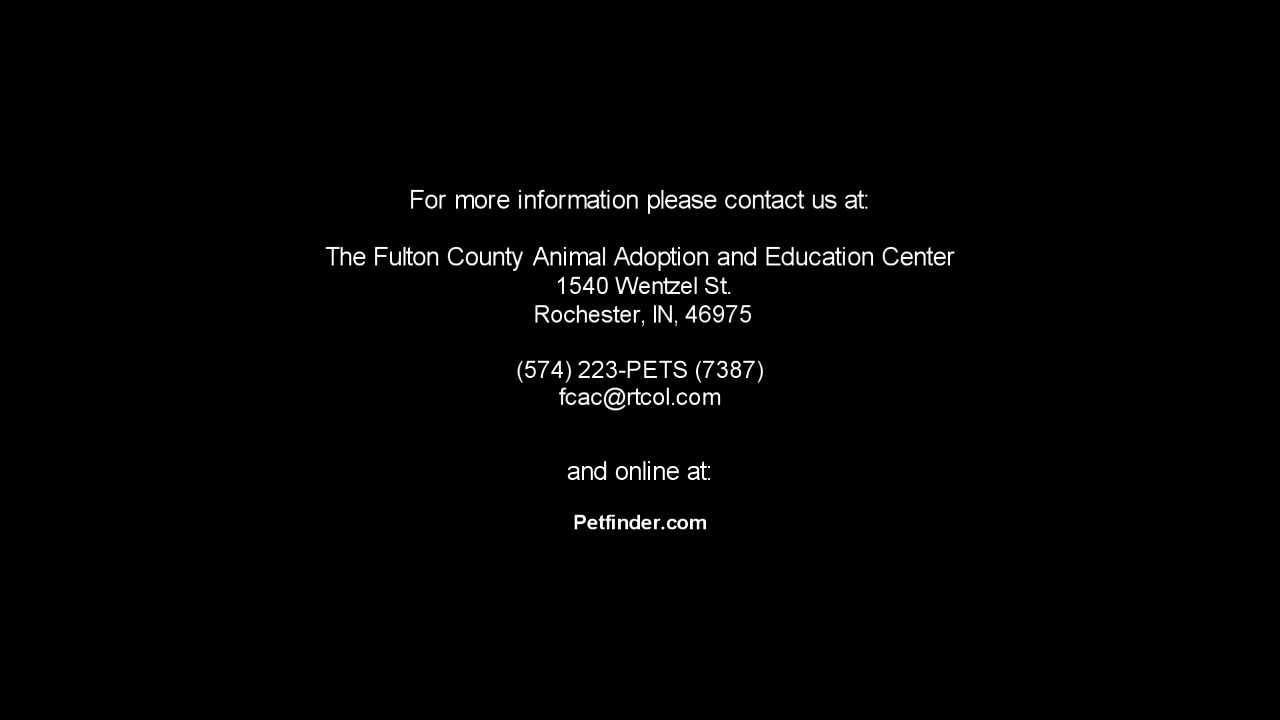 For more information please contact us at:
The Fulton County Animal Adoption and Education Center
1540 Wentzel St.
Rochester, IN, 46975
(574) 223-PETS (7387)
fcac@rtcol.com
and online at:
Petfinder.com